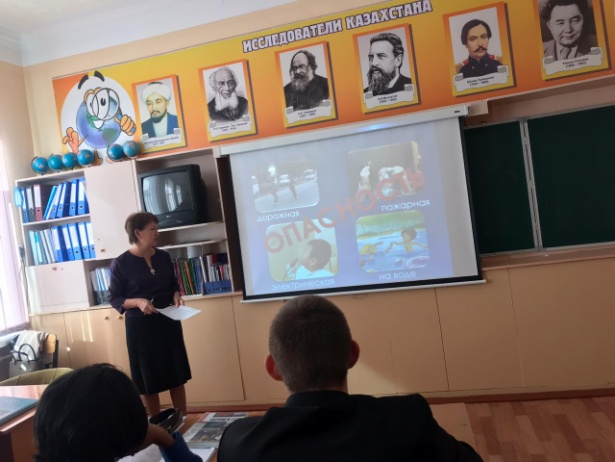 ИССЛЕДОВАТЕЛИ КАЗАХСТАНА
дорожная
пожарная
ОПАСНОСТЬ
электрическая
на воде